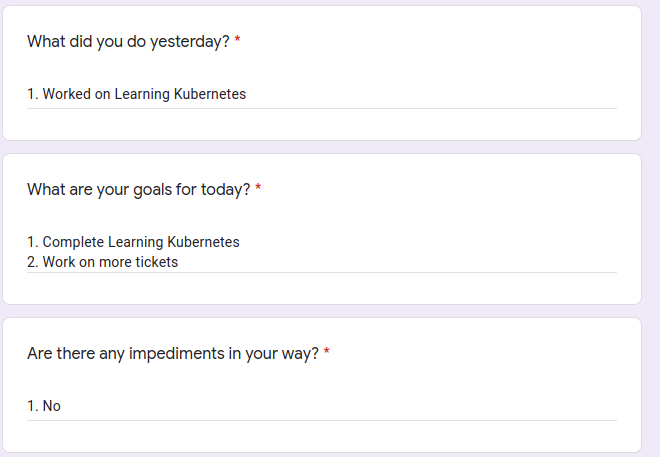 What did you do yesterday? *
1. Worked on Learning Kubernetes
What are your goals for today? *
1. Complete Learning Kubernetes
2. Work on more tickets
Are there any impediments in your way? *
1. No